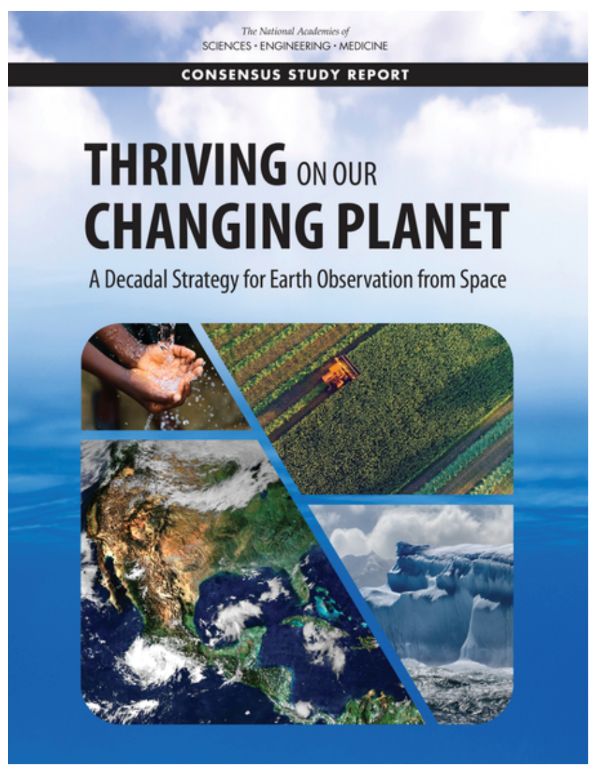 The National Academies of
SCIENCES • ENGINEERING • MEDICINE
CONSENSUS STUDY REPORT
THRIVING ON OUR
CHANGING PLANET
A Decadal Strategy for Earth Observation from Space